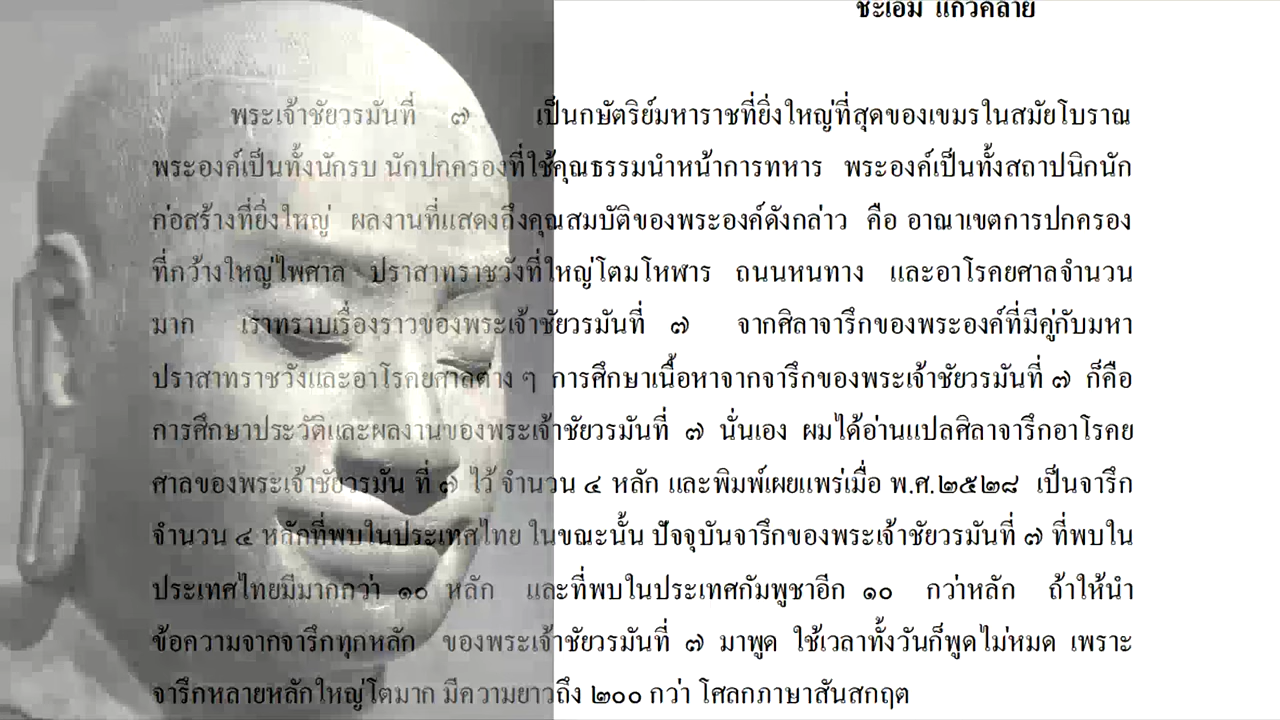 ชะเอม แก้วคล้าย
พระเจ้าชัยวรมันที่ ๗ เป็นกษัตริย์มหาราชที่ยิ่งใหญ่ที่สุดของเขมรในสมัยโบราณ
พระองค์เป็นทั้งนักรบ นักปกครองที่ใช้คุณธรรมนำหน้าการทหาร พระองค์เป็นทั้งสถาปนิกนัก
ก่อสร้างที่ยิ่งใหญ่ ผลงานที่แสดงถึงคุณสมบัติของพระองค์ดังกล่าว คือ อาณาเขตการปกครอง
ที่กว้างใหญ่ไพศาล ปราสาทราชวังที่ใหญ่โตมโหฬาร ถนนหนทาง และอาโรคยศาลจำนวน
มาก เราทราบเรื่องราวของพระเจ้าชัยวรมันที่ ๗ จากศิลาจารึกของพระองค์ที่มีคู่กับมหา
ปราสาทราชวังและอาโรคยศาลต่าง ๆ การศึกษาเนื้อหาจากจารึกของพระเจ้าชัยวรมันที่ ๗ ก็คือ
การศึกษาประวัติและผลงานของพระเจ้าชัยวรมันที่ ๗ นั่นเอง ผมได้อ่านแปลศิลาจารึกอาโรคย
ศาลของพระเจ้าชัยวรมัน ที่ ๗ ไว้ จำนวน ๔ หลัก และพิมพ์เผยแพร่เมื่อ พ.ศ.๒๕๒๘ เป็นจารึก
จำนวน ๔ หลักที่พบในประเทศไทย ในขณะนั้น ปัจจุบันจารึกของพระเจ้าชัยวรมันที่ ๗ ที่พบใน
ประเทศไทยมีมากกว่า ๑๐ หลัก และที่พบในประเทศกัมพูชาอีก ๑๐ กว่าหลัก ถ้าให้นำ
ข้อความจากจารึกทุกหลัก ของพระเจ้าชัยวรมันที่ ๗ มาพูด ใช้เวลาทั้งวันก็พูดไม่หมด เพราะ
จารึกหลายหลักใหญ่โตมาก มีความยาวถึง ๒๐๐ กว่า โศลกภาษาสันสกฤต